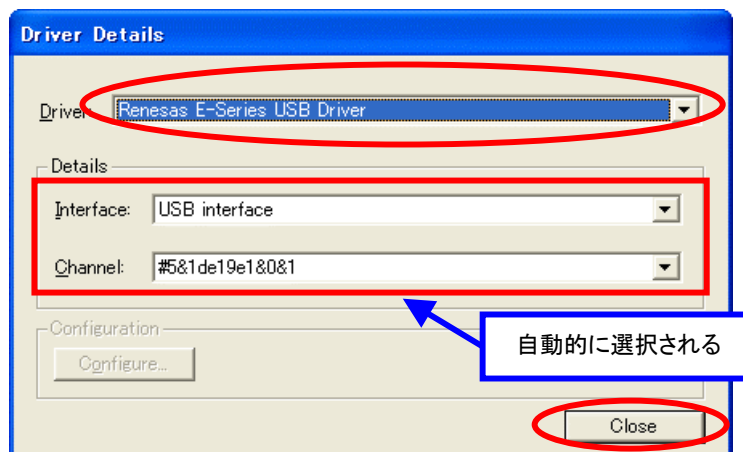 Driver Details
Driver: Renesas E-Series USB Driver
Details
Interface: USB interface
Channel: #5&1de19e1&0&1
Configuration
Configure...
自動的に選択される
Close